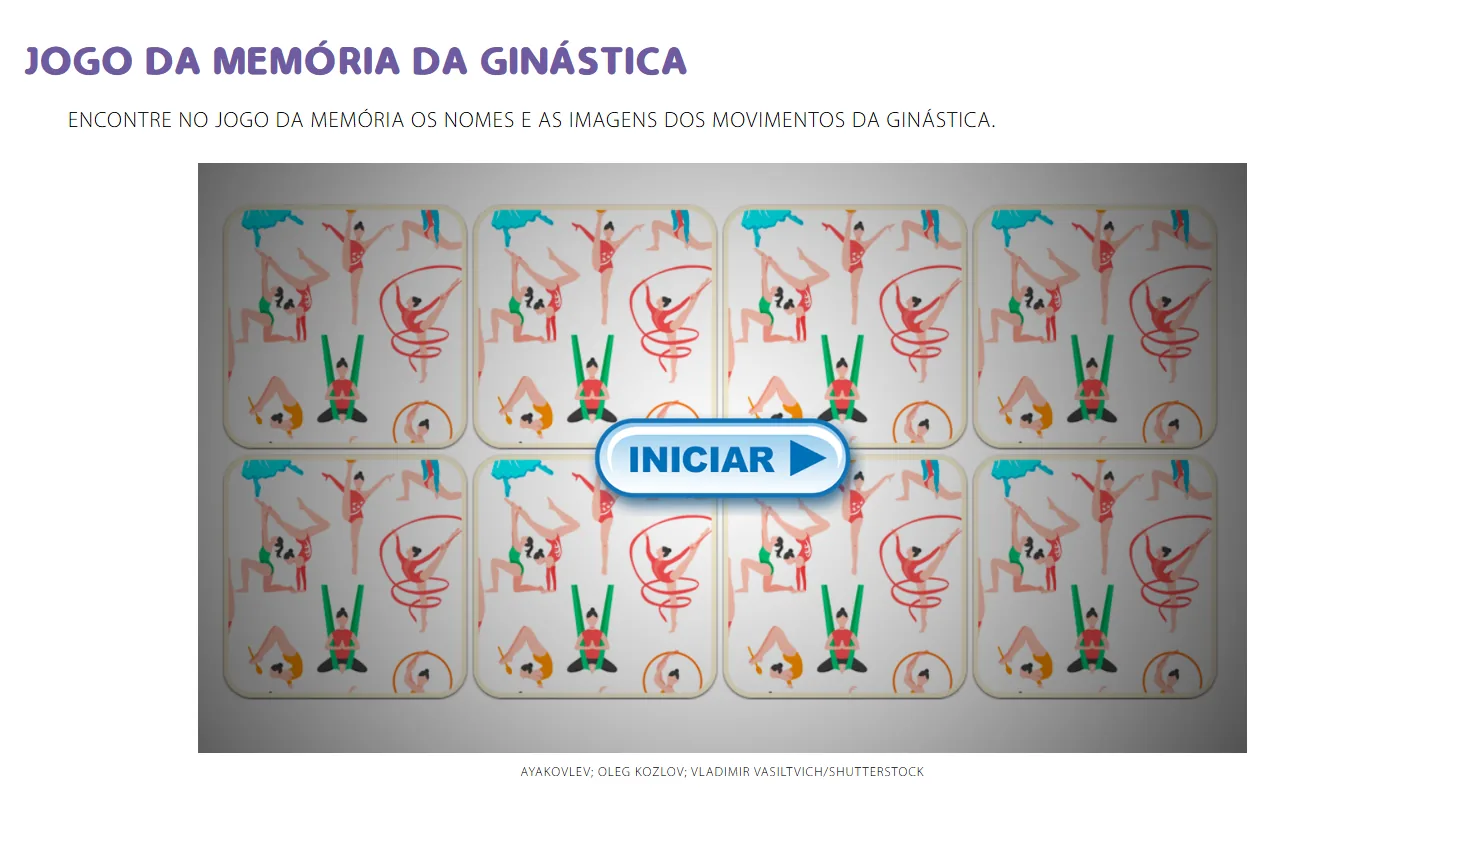 JOGO DA MEMÓRIA DA GINÁSTICA
ENCONTRE NO JOGO DA MEMÓRIA OS NOMES E AS IMAGENS DOS MOVIMENTOS DA GINÁSTICA.
INICIAR
AYAKOVLEV; OLEG KOZLOV; VLADIMIR VASILTVICH/SHUTTERSTOCK